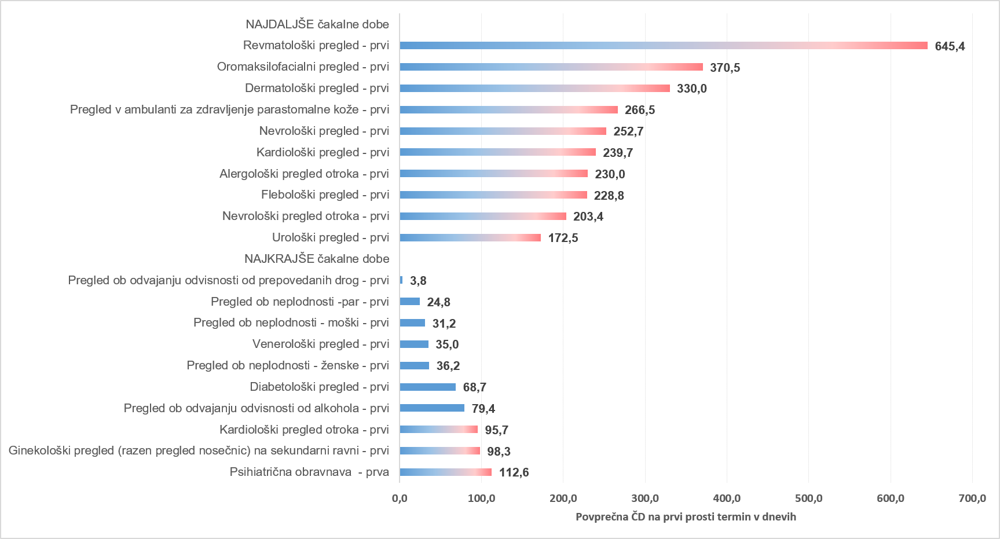 NAJDALJŠE čakalne dobe
Revmatološki pregled - prvi 645,4
Oromaksilofacialni pregled - prvi 370,5
Dermatološki pregled - prvi 330,0
Pregled v ambulanti za zdravljenje parastomalne kože - prvi 266,5
Nevrološki pregled - prvi 252,7
Kardiološki pregled - prvi 239,7
Alergološki pregled otroka - prvi 230,0
Flebološki pregled - prvi 228,8
Nevrološki pregled otroka - prvi 203,4
Urološki pregled - prvi 172,5
NAJKRAJŠE čakalne dobe
Pregled ob odvajanju odvisnosti od prepovedanih drog - prvi 3,8
Pregled ob neplodnosti -par - prvi 24,8
Pregled ob neplodnosti - moški - prvi 31,2
Venerološki pregled - prvi 35,0
Pregled ob neplodnosti - ženske - prvi 36,2
Diabetološki pregled - prvi 68,7
Pregled ob odvajanju odvisnosti od alkohola - prvi 79,4
Kardiološki pregled otroka - prvi 95,7
Ginekološki pregled (razen pregled nosečnic) na sekundarni ravni - prvi 98,3
Psihiatrična obravnava  - prva 112,6
0,0 100,0 200,0 300,0 400,0 500,0 600,0 700,0
Povprečna ČD na prvi prosti termin v dnevih